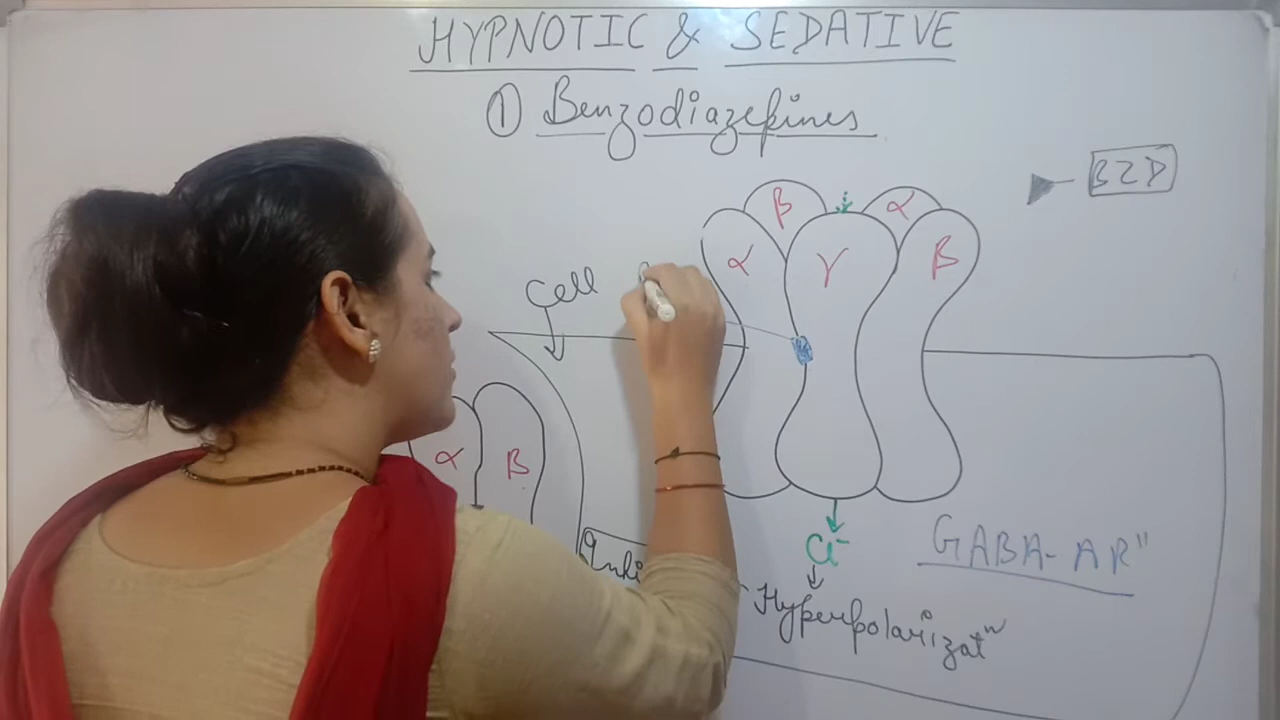 HYPNOTIC & SEDATIVE
① Benzodiazepines
BZD
β α
α γ β
Cell
α β
Cl⁻
GABA-AR"
Hyperpolarizatⁿ